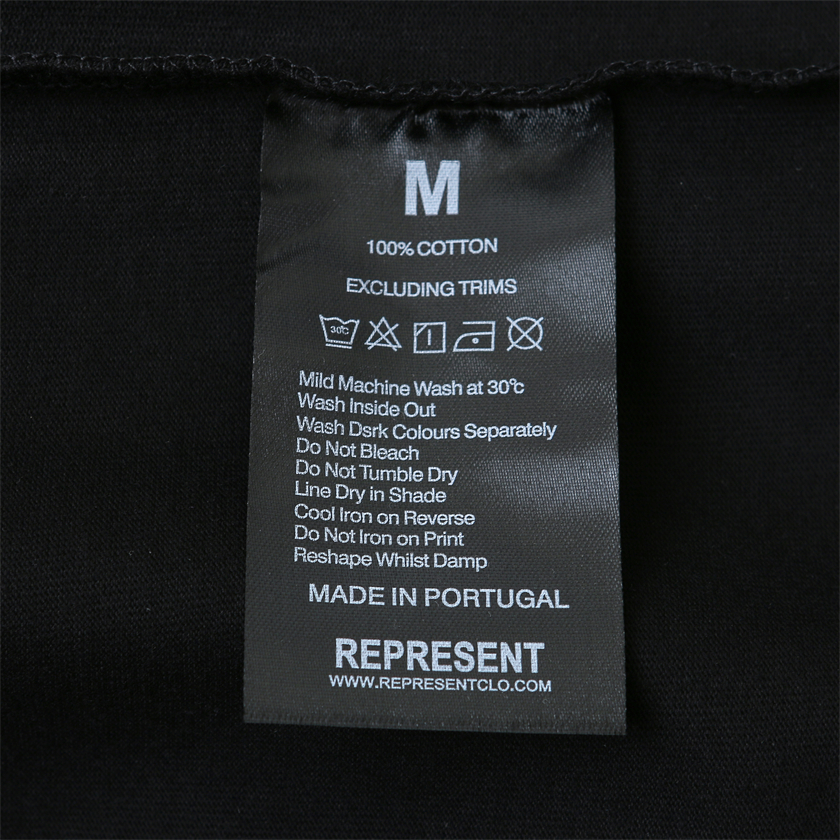 M
100% COTTON
EXCLUDING TRIMS
30°C
Mild Machine Wash at 30°c
Wash Inside Out
Wash Dsrk Colours Separately
Do Not Bleach
Do Not Tumble Dry
Line Dry in Shade
Cool Iron on Reverse
Do Not Iron on Print
Reshape Whilst Damp
MADE IN PORTUGAL
REPRESENT
WWW.REPRESENTCLO.COM